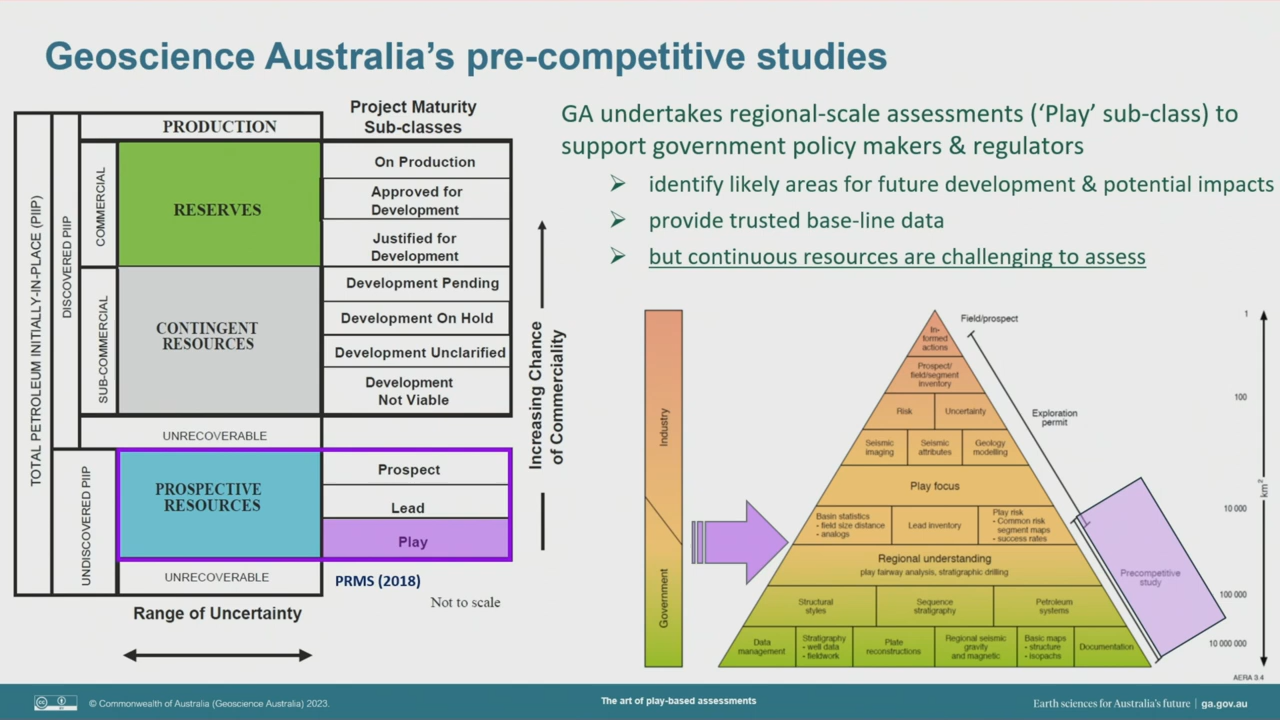 Geoscience Australia's pre-competitive studies
PRODUCTION
Project Maturity
Sub-classes
TOTAL PETROLEUM INITIALLY-IN-PLACE (PIIP)
DISCOVERED PIIP
COMMERCIAL
RESERVES
On Production
Approved for
Development
Justified for
Development
SUB-COMMERCIAL
CONTINGENT
RESOURCES
Development Pending
Development On Hold
Development Unclarified
Development
Not Viable
UNRECOVERABLE
UNDISCOVERED PIIP
PROSPECTIVE
RESOURCES
Prospect
Lead
Play
UNRECOVERABLE
PRMS (2018)
Not to scale
Range of Uncertainty
Increasing Chance
of Commerciality
GA undertakes regional-scale assessments ('Play' sub-class) to
support government policy makers & regulators
➢ identify likely areas for future development & potential impacts
➢ provide trusted base-line data
➢ but continuous resources are challenging to assess
Industry
Government
In-
formed
actions
Prospect/
field/segment
inventory
Risk
Uncertainty
Seismic
imaging
Seismic
attributes
Geology
modelling
Play focus
Basin statistics
- field size distance
- analogs
Lead inventory
Play risk
- Common risk
segment maps
- success rates
Regional understanding
play fairway analysis, stratigraphic drilling
Structural
styles
Sequence
stratigraphy
Petroleum
systems
Data
management
Stratigraphy
- well data
- fieldwork
Plate
reconstructions
Regional seismic
gravity
and magnetic
Basic maps
- structure
- isopachs
Documentation
Field/prospect
Exploration
permit
Precompetitive
study
1
100
km²
10 000
100 000
10 000 000
AERA 3.4
cc
BY
© Commonwealth of Australia (Geoscience Australia) 2023.
The art of play-based assessments
Earth sciences for Australia's future | ga.gov.au